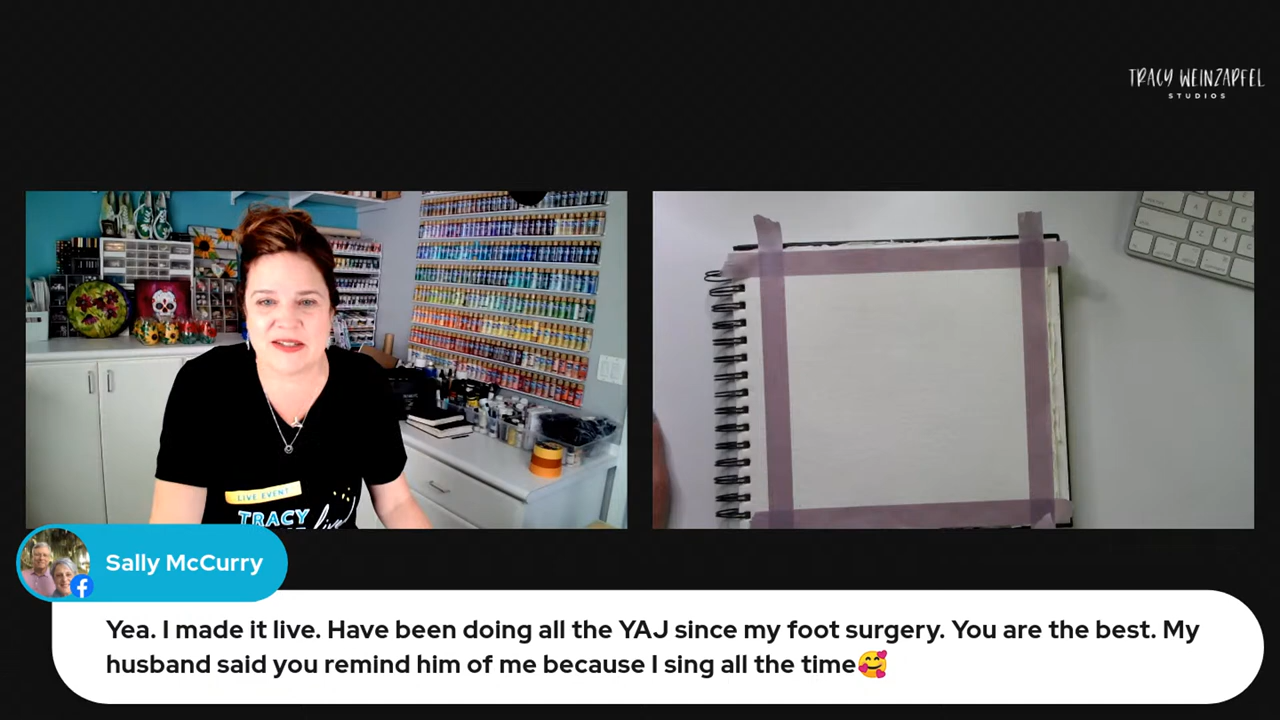 TRACY WEINZAPFEL
STUDIOS
LIVE EVENT
TRACY
live
Sally McCurry
Yea. I made it live. Have been doing all the YAJ since my foot surgery. You are the best. My
husband said you remind him of me because I sing all the time🥰